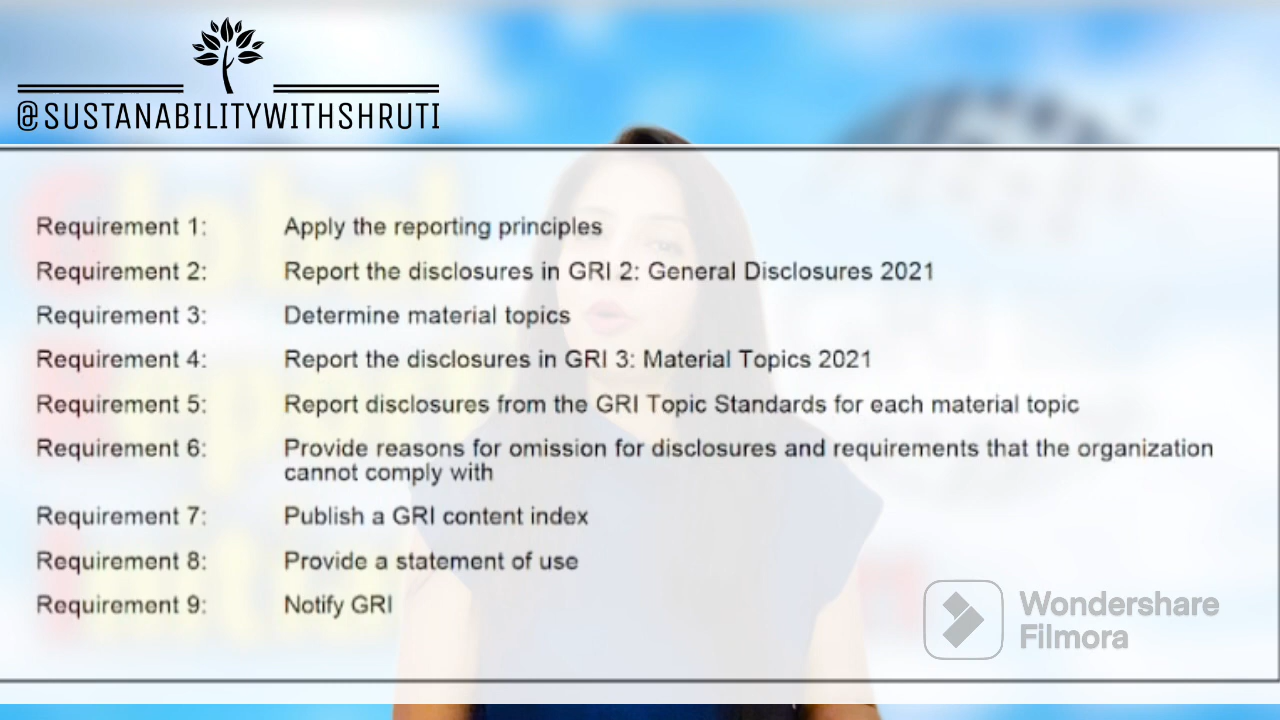 @SUSTANABILITYWITHSHRUTI
Requirement 1: Apply the reporting principles
Requirement 2: Report the disclosures in GRI 2: General Disclosures 2021
Requirement 3: Determine material topics
Requirement 4: Report the disclosures in GRI 3: Material Topics 2021
Requirement 5: Report disclosures from the GRI Topic Standards for each material topic
Requirement 6: Provide reasons for omission for disclosures and requirements that the organization
cannot comply with
Requirement 7: Publish a GRI content index
Requirement 8: Provide a statement of use
Requirement 9: Notify GRI
Wondershare
Filmora